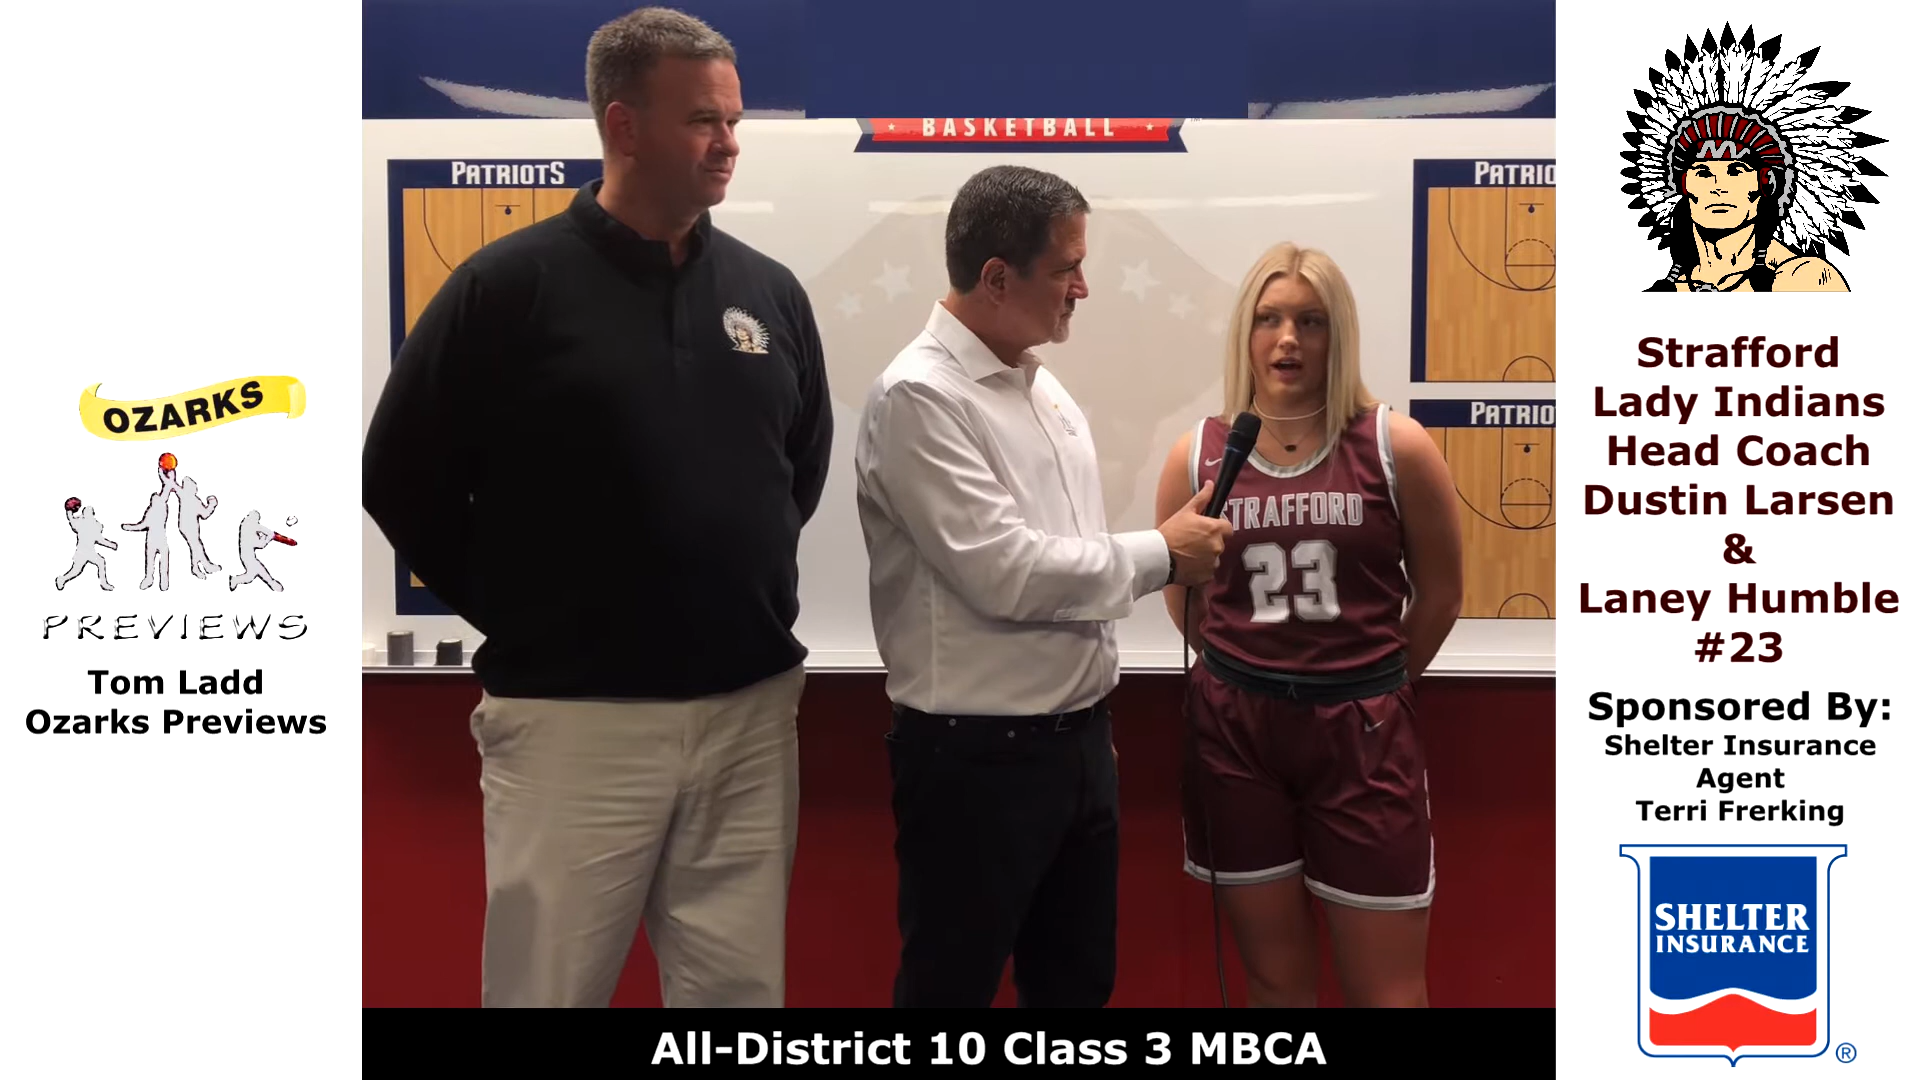 OZARKS
PREVIEWS
Tom Ladd
Ozarks Previews
BASKETBALL
PATRIOTS
PATRIO
PATRIO
STRAFFORD
23
Strafford
Lady Indians
Head Coach
Dustin Larsen
&
Laney Humble
#23
Sponsored By:
Shelter Insurance
Agent
Terri Frerking
SHELTER
INSURANCE
®
All-District 10 Class 3 MBCA